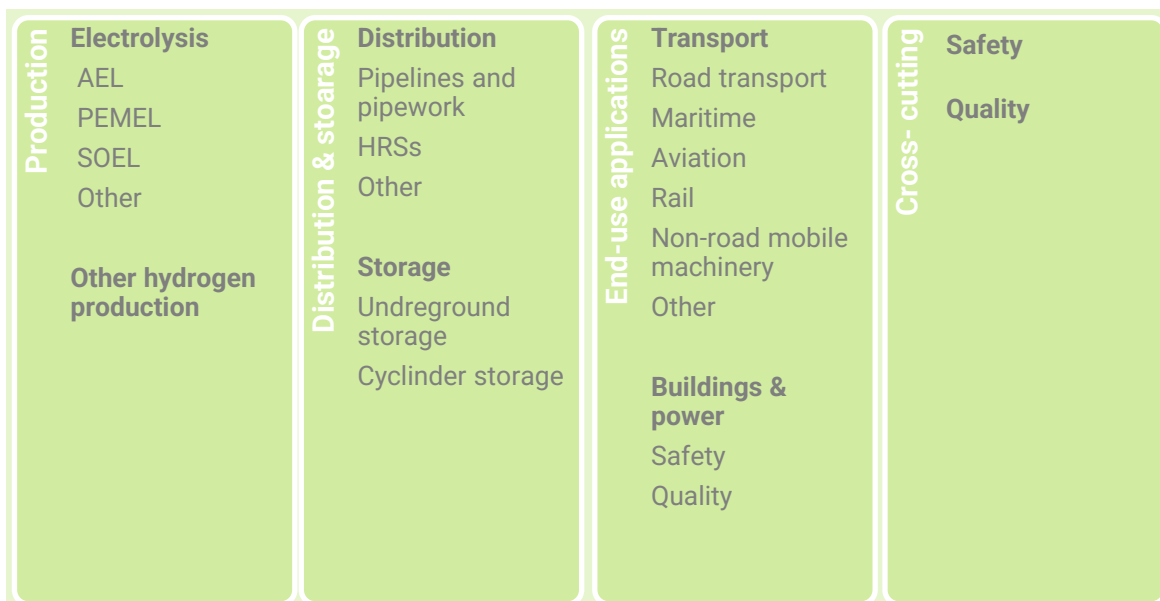 Production
Electrolysis
AEL
PEMEL
SOEL
Other
Other hydrogen
production
Distribution & stoarage
Distribution
Pipelines and
pipework
HRSs
Other
Storage
Undreground
storage
Cyclinder storage
End-use applications
Transport
Road transport
Maritime
Aviation
Rail
Non-road mobile
machinery
Other
Buildings &
power
Safety
Quality
Cross- cutting
Safety
Quality